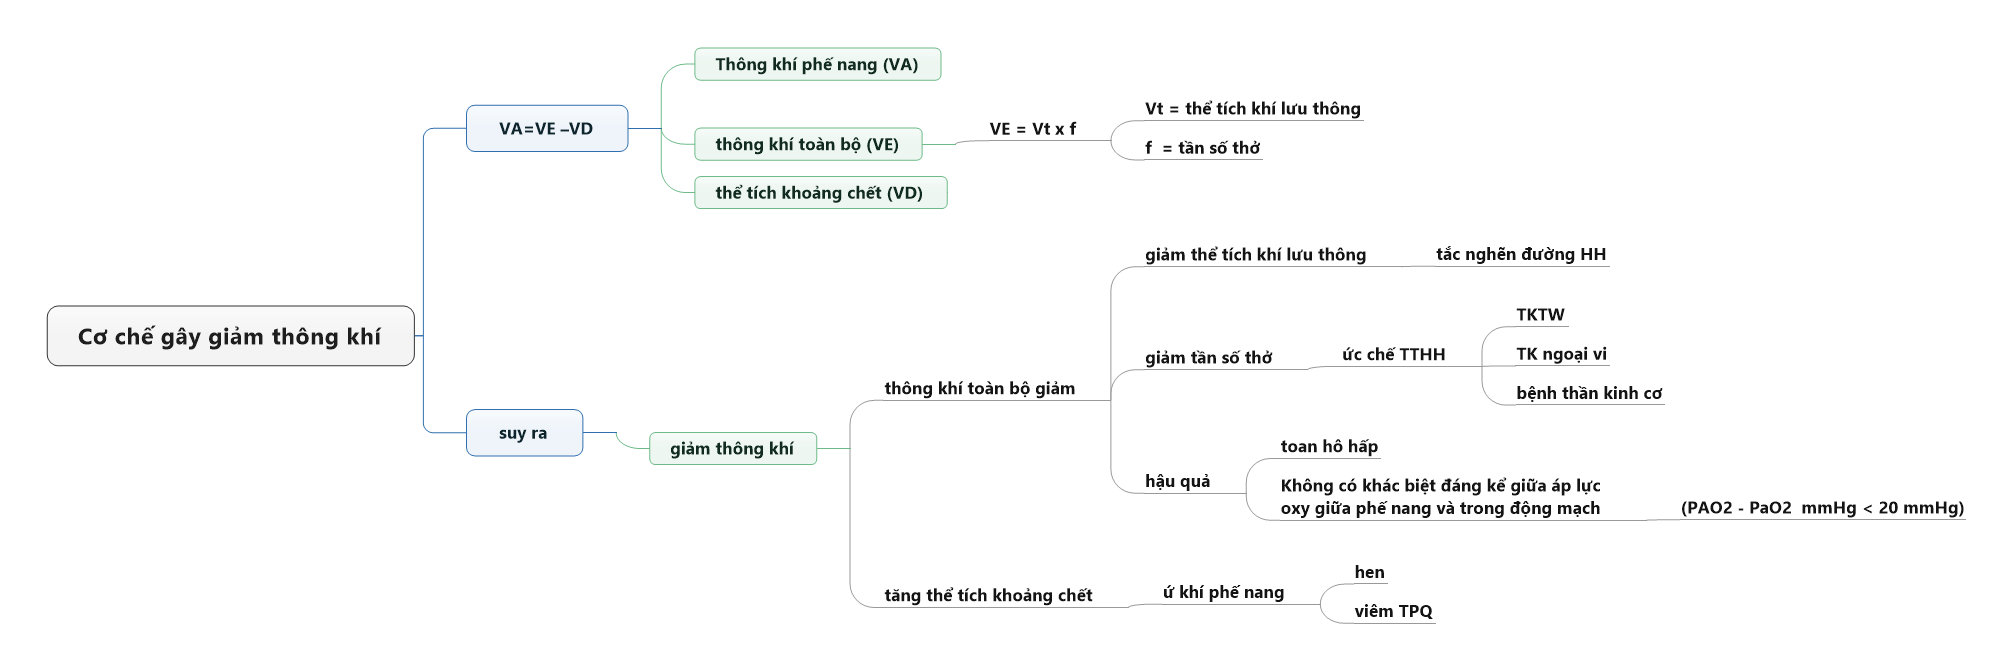 Cơ chế gây giảm thông khí
VA=VE –VD
Thông khí phế nang (VA)
thông khí toàn bộ (VE)
VE = Vt x f
Vt = thể tích khí lưu thông
f  = tần số thở
thể tích khoảng chết (VD)
suy ra
giảm thông khí
thông khí toàn bộ giảm
giảm thể tích khí lưu thông
tắc nghẽn đường HH
giảm tần số thở
ức chế TTHH
TKTW
TK ngoại vi
bệnh thần kinh cơ
hậu quả
toan hô hấp
Không có khác biệt đáng kể giữa áp lực
oxy giữa phế nang và trong động mạch
(PAO2 - PaO2  mmHg < 20 mmHg)
tăng thể tích khoảng chết
ứ khí phế nang
hen
viêm TPQ